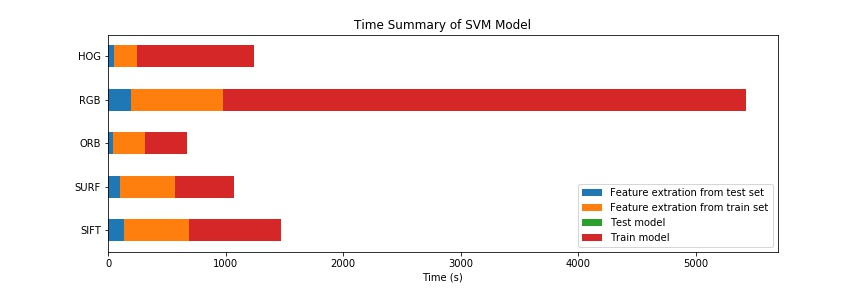 Time Summary of SVM Model
HOG
RGB
ORB
SURF
SIFT
Feature extration from test set
Feature extration from train set
Test model
Train model
0 1000 2000 3000 4000 5000
Time (s)